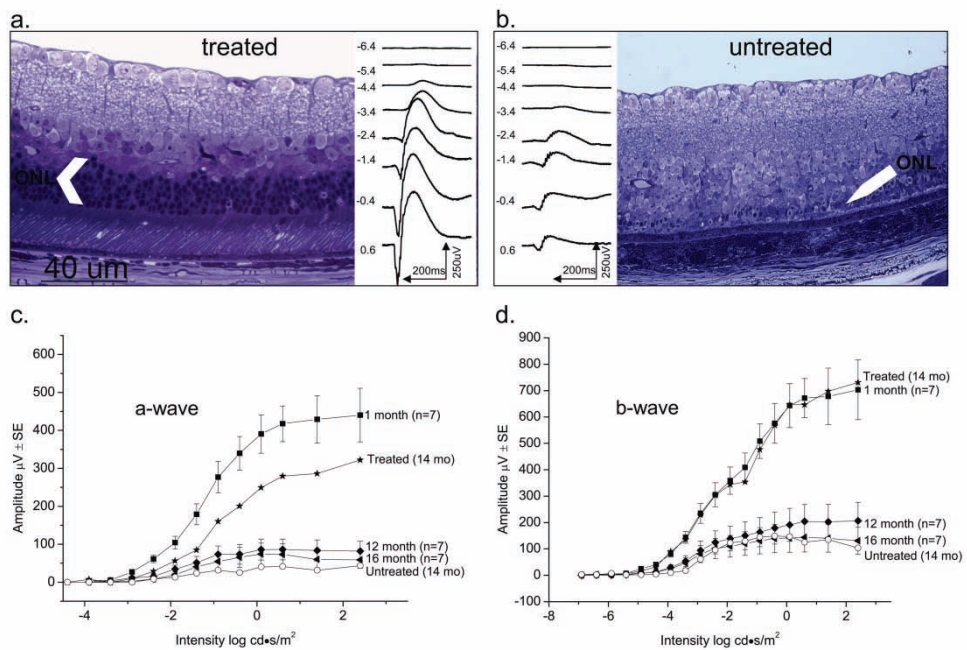 a.
treated
ONL
40 um
-6.4
-5.4
-4.4
-3.4
-2.4
-1.4
-0.4
0.6
200ms
250uV
b.
untreated
-6.4
-5.4
-4.4
-3.4
-2.4
-1.4
-0.4
0.6
200ms
250uV
ONL
c.
a-wave
600
500
400
300
200
100
0
Amplitude µV ± SE
1 month (n=7)
Treated (14 mo)
12 month (n=7)
16 month (n=7)
Untreated (14 mo)
-4
-2
0
2
Intensity log cd•s/m²
d.
b-wave
900
800
700
600
500
400
300
200
100
0
-100
Amplitude µV ± SE
Treated (14 mo)
1 month (n=7)
12 month (n=7)
16 month (n=7)
Untreated (14 mo)
-8
-6
-4
-2
0
2
Intensity log cd•s/m²